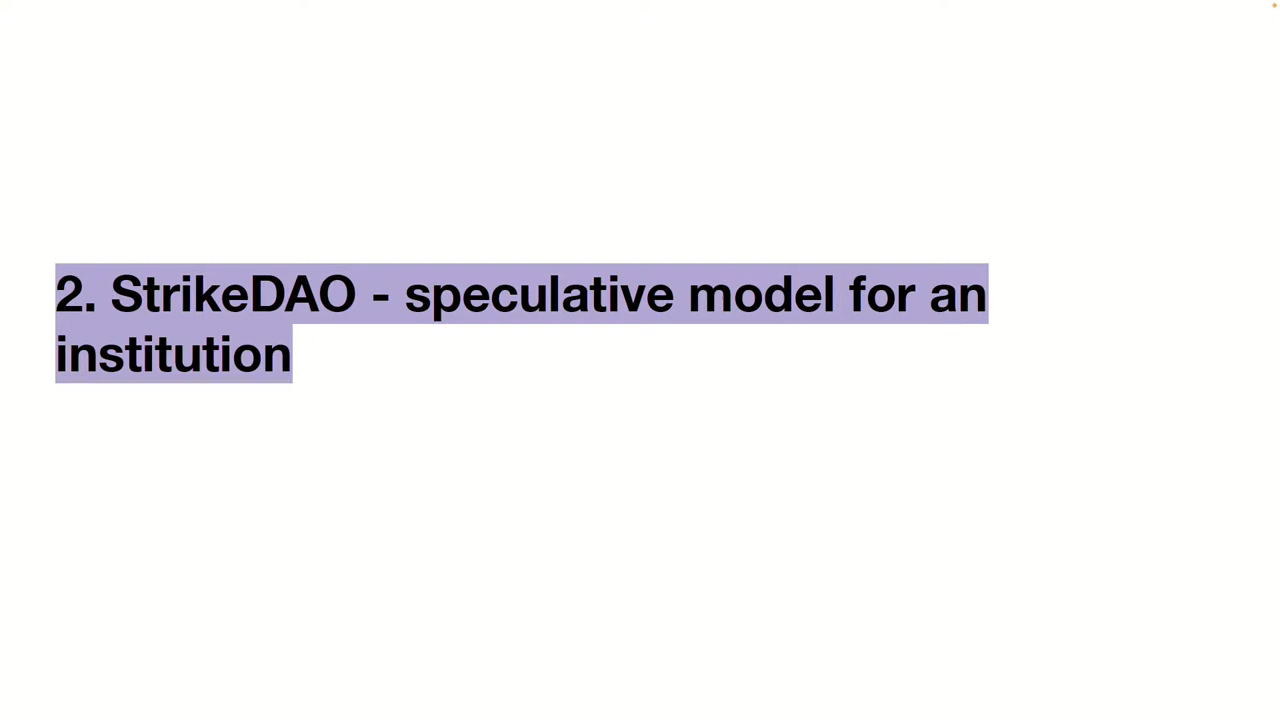 2. StrikeDAO - speculative model for an
institution